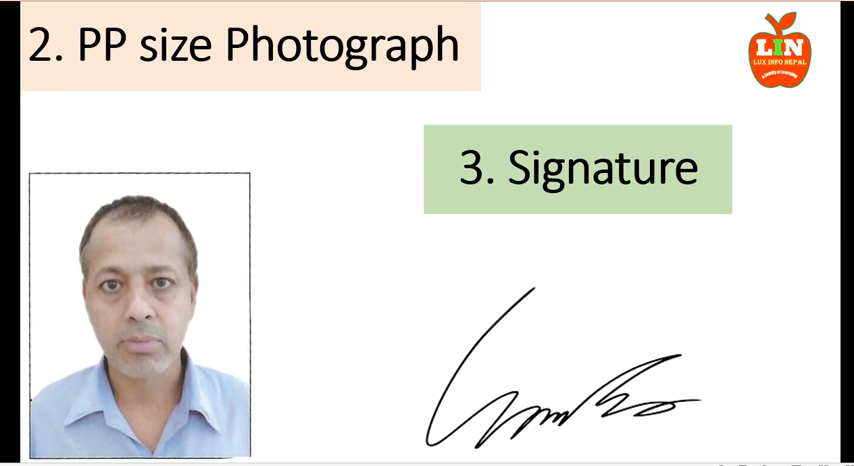 2. PP size Photograph
LIN
LUX INFO NEPAL
3. Signature